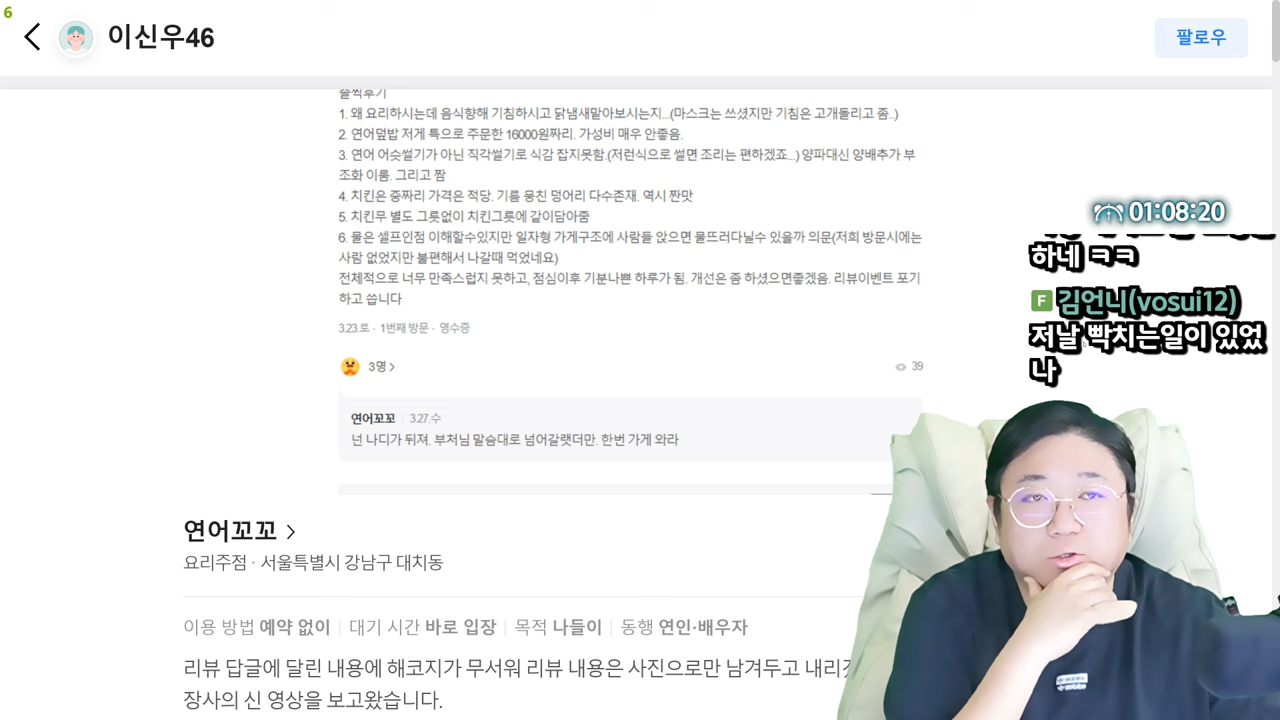 6
이신우46
팔로우
솔찍후기
1. 왜 요리하시는데 음식향해 기침하시고 닭냄새맡아보시는지...(마스크는 쓰셨지만 기침은 고개돌리고 좀..)
2. 연어덮밥 저게 특으로 주문한 16000원짜리. 가성비 매우 안좋음.
3. 연어 어슷썰기가 아닌 직각썰기로 식감 잡지못함.(저런식으로 썰면 조리는 편하겠죠...) 양파대신 양배추가 부
조화 이룸. 그리고 짬
4. 치킨은 중짜리 가격은 적당. 기름 뭉친 덩어리 다수존재. 역시 짠맛
5. 치킨무 별도 그릇없이 치킨그릇에 같이담아줌
6. 물은 셀프인점 이해할수있지만 일자형 가게구조에 사람들 앉으면 물뜨러다닐수 있을까 의문(저희 방문시에는
사람 없었지만 불편해서 나갈때 먹었네요)
전체적으로 너무 만족스럽지 못하고, 점심이후 기분나쁜 하루가 됨. 개선은 좀 하셨으면좋겠음. 리뷰이벤트 포기
하고 씁니다
3.23.토 · 1번째 방문 · 영수증
3명 >
39
연어꼬꼬 | 3.27.수
넌 나디가 뒤져. 부처님 말슴대로 넘어갈랫더만. 한번 가게 와라
연어꼬꼬 >
요리주점 · 서울특별시 강남구 대치동
이용 방법 예약 없이 | 대기 시간 바로 입장 | 목적 나들이 | 동행 연인·배우자
리뷰 답글에 달린 내용에 해코지가 무서워 리뷰 내용은 사진으로만 남겨두고 내리
장사의 신 영상을 보고왔습니다.
01:08:20
하네 ㅋㅋ
F 김언니(vosui12)
저날 빡치는일이 있었
나